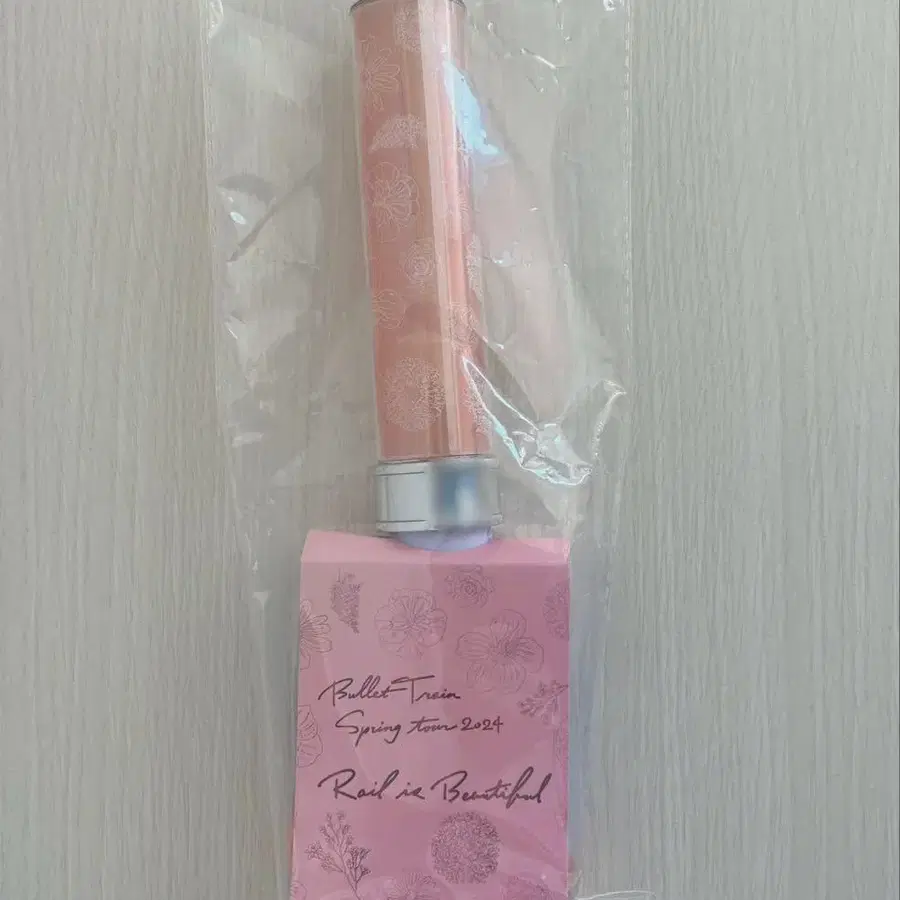 Bullet Train
Spring tour 2024
Rail is Beautiful